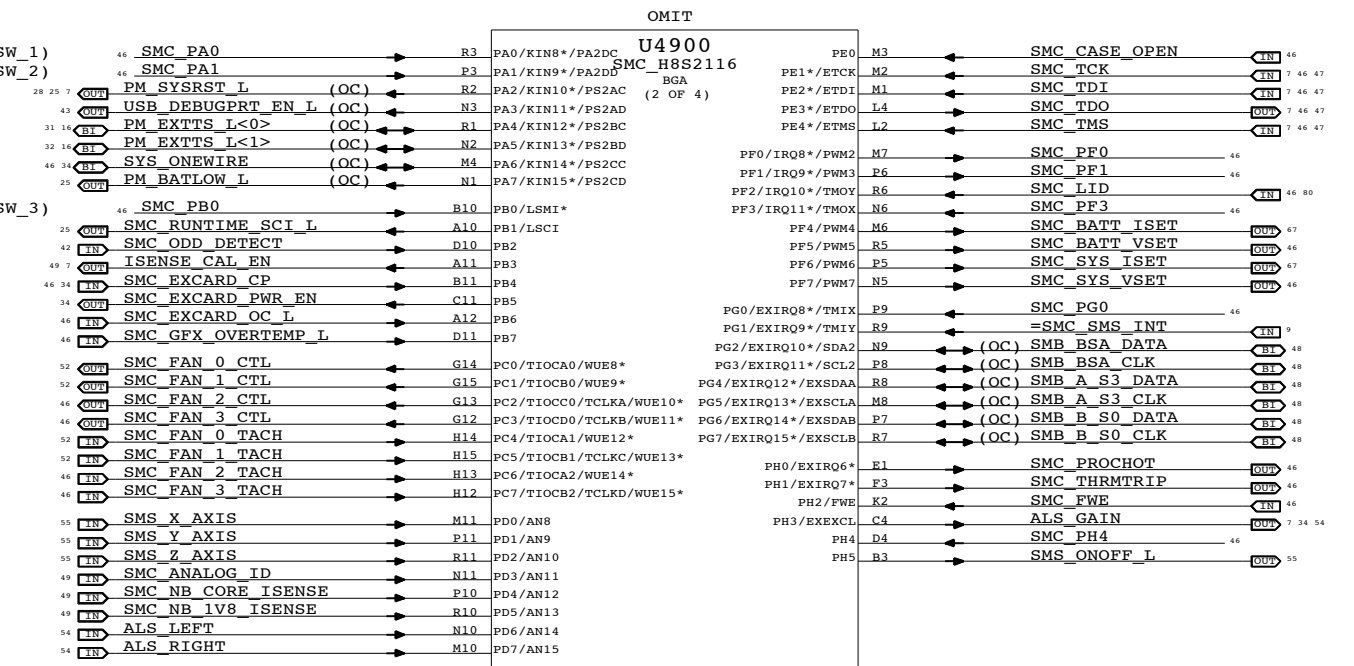 OMIT
U4900
SMC_H8S2116
BGA
(2 OF 4)
SW_1) 46 SMC_PA0 R3 PA0/KIN8*/PA2DC
SW_2) 46 SMC_PA1 P3 PA1/KIN9*/PA2DD
28 25 7 OUT PM_SYSRST_L (OC) R2 PA2/KIN10*/PS2AC
43 OUT USB_DEBUGPRT_EN_L (OC) N3 PA3/KIN11*/PS2AD
31 16 BI PM_EXTTS_L<0> (OC) R1 PA4/KIN12*/PS2BC
32 16 BI PM_EXTTS_L<1> (OC) N2 PA5/KIN13*/PS2BD
46 34 BI SYS_ONEWIRE (OC) M4 PA6/KIN14*/PS2CC
25 OUT PM_BATLOW_L (OC) N1 PA7/KIN15*/PS2CD
SW_3) 46 SMC_PB0 B10 PB0/LSMI*
25 OUT SMC_RUNTIME_SCI_L A10 PB1/LSCI
42 IN SMC_ODD_DETECT D10 PB2
49 7 OUT ISENSE_CAL_EN A11 PB3
46 34 IN SMC_EXCARD_CP B11 PB4
34 OUT SMC_EXCARD_PWR_EN C11 PB5
46 IN SMC_EXCARD_OC_L A12 PB6
46 IN SMC_GFX_OVERTEMP_L D11 PB7
52 OUT SMC_FAN_0_CTL G14 PC0/TIOCA0/WUE8*
52 OUT SMC_FAN_1_CTL G15 PC1/TIOCB0/WUE9*
46 OUT SMC_FAN_2_CTL G13 PC2/TIOCC0/TCLKA/WUE10*
46 OUT SMC_FAN_3_CTL G12 PC3/TIOCD0/TCLKB/WUE11*
52 IN SMC_FAN_0_TACH H14 PC4/TIOCA1/WUE12*
52 IN SMC_FAN_1_TACH H15 PC5/TIOCB1/TCLKC/WUE13*
46 IN SMC_FAN_2_TACH H13 PC6/TIOCA2/WUE14*
46 IN SMC_FAN_3_TACH H12 PC7/TIOCB2/TCLKD/WUE15*
55 IN SMS_X_AXIS M11 PD0/AN8
55 IN SMS_Y_AXIS P11 PD1/AN9
55 IN SMS_Z_AXIS R11 PD2/AN10
49 IN SMC_ANALOG_ID N11 PD3/AN11
49 IN SMC_NB_CORE_ISENSE P10 PD4/AN12
49 IN SMC_NB_1V8_ISENSE R10 PD5/AN13
54 IN ALS_LEFT N10 PD6/AN14
54 IN ALS_RIGHT M10 PD7/AN15
PE0 M3 SMC_CASE_OPEN IN 46
PE1*/ETCK M2 SMC_TCK IN 7 46 47
PE2*/ETDI M1 SMC_TDI IN 7 46 47
PE3*/ETDO L4 SMC_TDO OUT 7 46 47
PE4*/ETMS L2 SMC_TMS IN 7 46 47
PF0/IRQ8*/PWM2 M7 SMC_PF0 46
PF1/IRQ9*/PWM3 P6 SMC_PF1 46
PF2/IRQ10*/TMOY R6 SMC_LID IN 46 80
PF3/IRQ11*/TMOX N6 SMC_PF3 46
PF4/PWM4 M6 SMC_BATT_ISET OUT 67
PF5/PWM5 R5 SMC_BATT_VSET OUT 46
PF6/PWM6 P5 SMC_SYS_ISET OUT 67
PF7/PWM7 N5 SMC_SYS_VSET OUT 46
PG0/EXIRQ8*/TMIX P9 SMC_PG0 46
PG1/EXIRQ9*/TMIY R9 =SMC_SMS_INT IN 9
PG2/EXIRQ10*/SDA2 N9 (OC) SMB_BSA_DATA BI 48
PG3/EXIRQ11*/SCL2 P8 (OC) SMB_BSA_CLK BI 48
PG4/EXIRQ12*/EXSDAA R8 (OC) SMB_A_S3_DATA BI 48
PG5/EXIRQ13*/EXSCLA M8 (OC) SMB_A_S3_CLK BI 48
PG6/EXIRQ14*/EXSDAB P7 (OC) SMB_B_S0_DATA BI 48
PG7/EXIRQ15*/EXSCLB R7 (OC) SMB_B_S0_CLK BI 48
PH0/EXIRQ6* E1 SMC_PROCHOT OUT 46
PH1/EXIRQ7* F3 SMC_THRMTRIP OUT 46
PH2/FWE K2 SMC_FWE IN 46
PH3/EXEXCL C4 ALS_GAIN OUT 7 34 54
PH4 D4 SMC_PH4 46
PH5 B3 SMS_ONOFF_L OUT 55